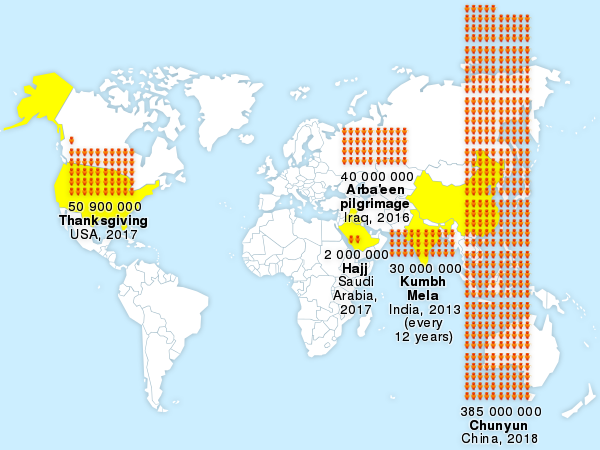 50 900 000
Thanksgiving
USA, 2017
40 000 000
Arba'een
pilgrimage
Iraq, 2016
2 000 000
Hajj
Saudi
Arabia,
2017
30 000 000
Kumbh
Mela
India, 2013
(every
12 years)
385 000 000
Chunyun
China, 2018